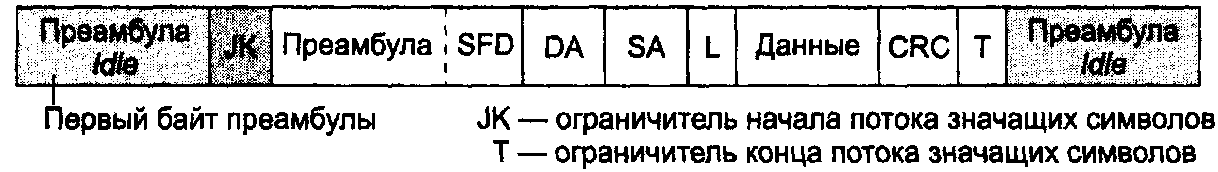 Преамбула Idle JK Преамбула SFD DA SA L Данные CRC T Преамбула Idle
Первый байт преамбулы
JK — ограничитель начала потока значащих символов
T — ограничитель конца потока значащих символов